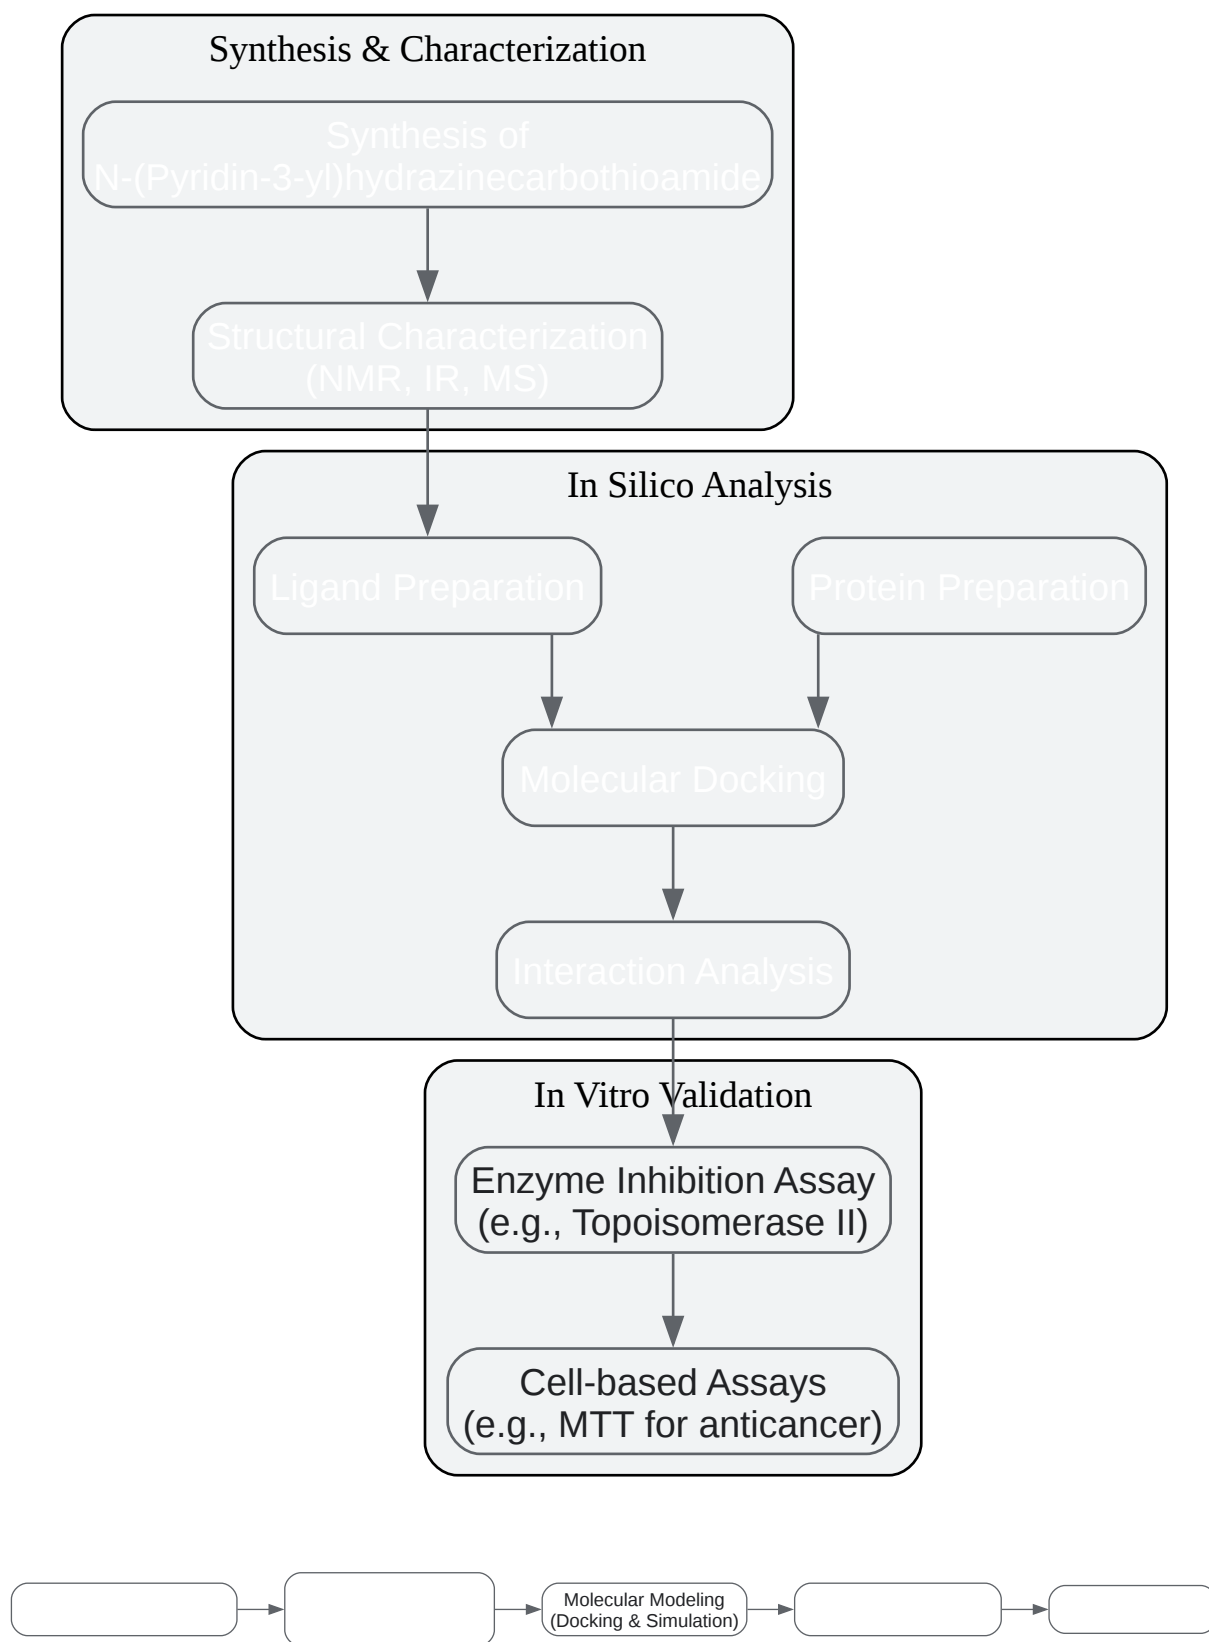 Synthesis & Characterization
Synthesis of
N-(Pyridin-3-yl)hydrazinecarbothioamide
Structural Characterization
(NMR, IR, MS)
In Silico Analysis
Ligand Preparation
Protein Preparation
Molecular Docking
Interaction Analysis
In Vitro Validation
Enzyme Inhibition Assay
(e.g., Topoisomerase II)
Cell-based Assays
(e.g., MTT for anticancer)
Molecular Modeling
(Docking & Simulation)